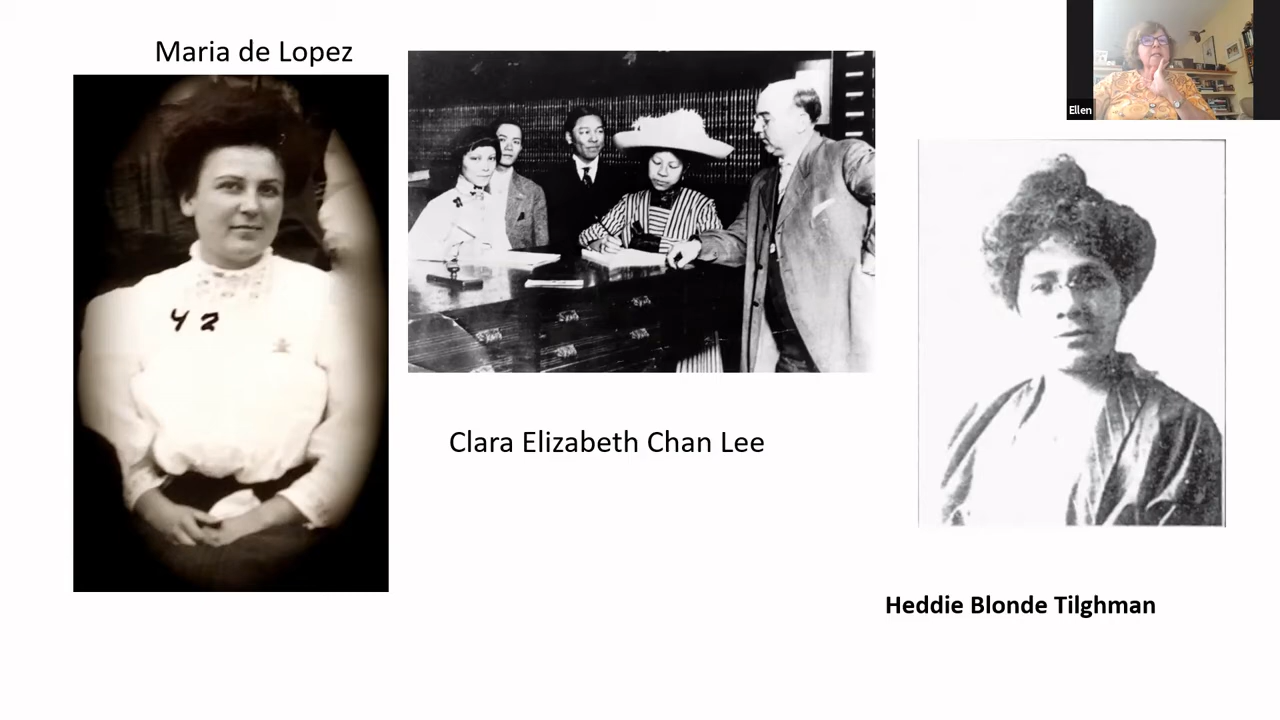 Maria de Lopez
Ellen
42
Clara Elizabeth Chan Lee
Heddie Blonde Tilghman